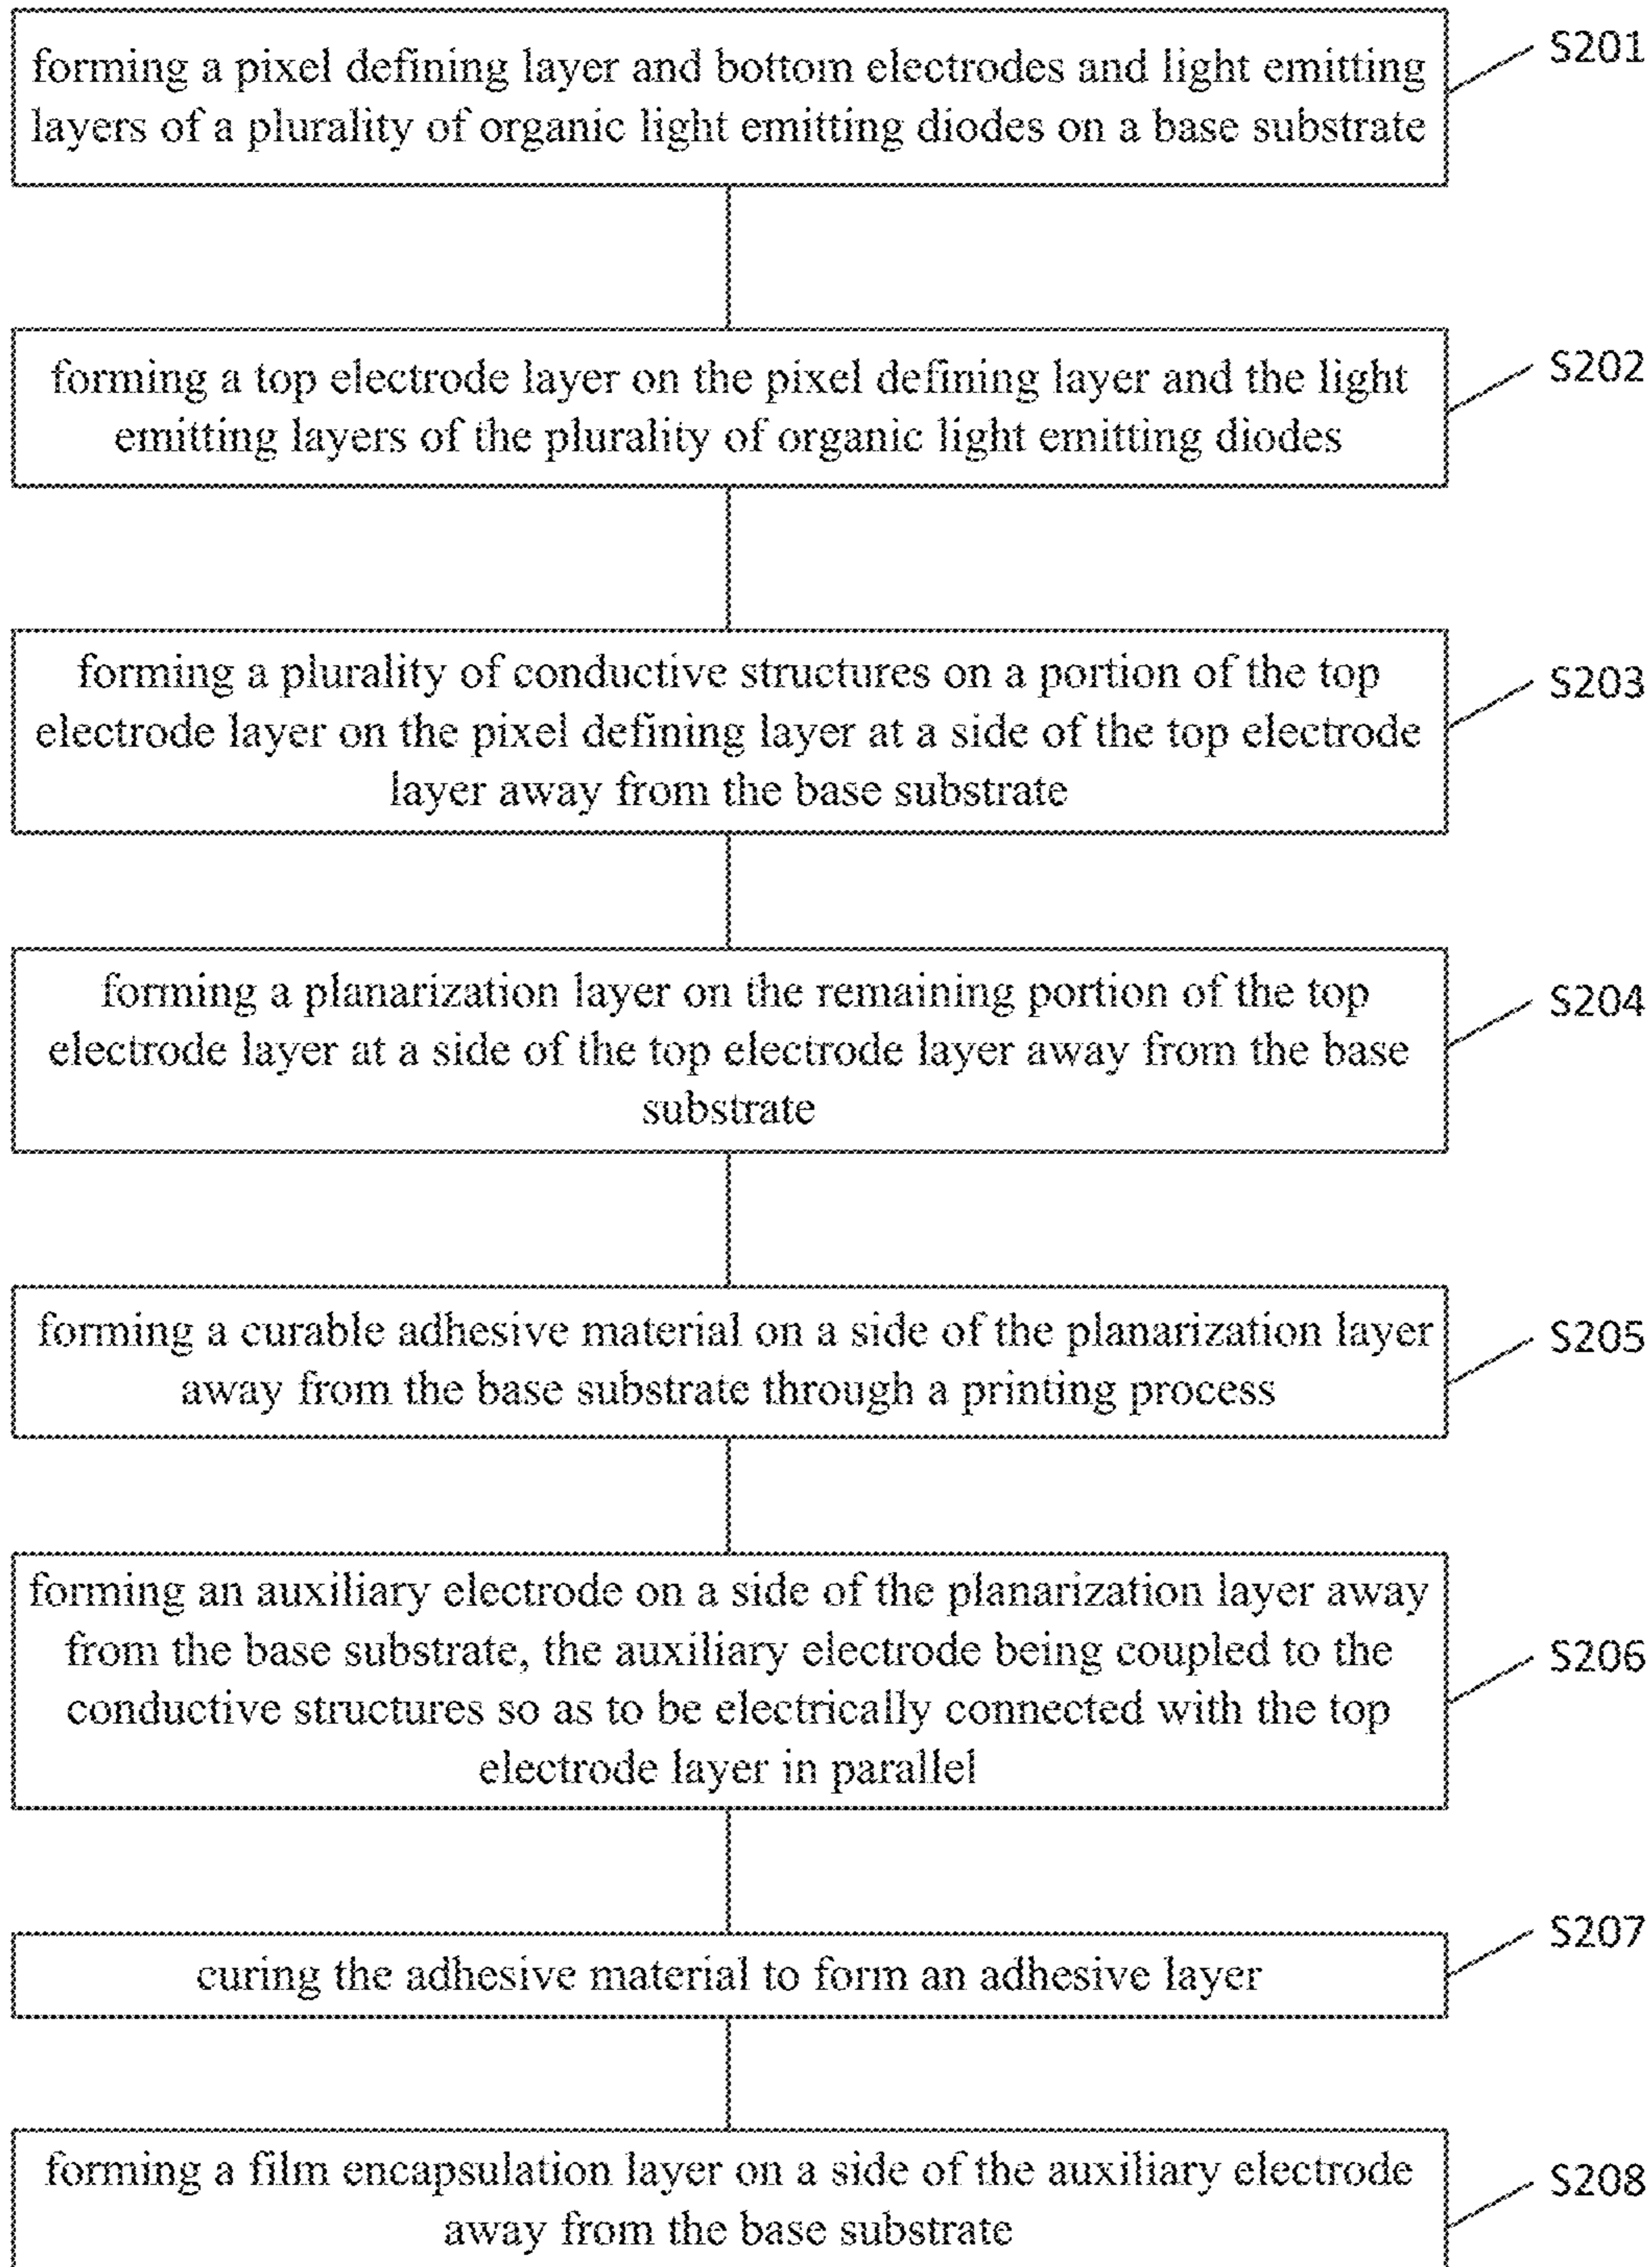 forming a pixel defining layer and bottom electrodes and light emitting
layers of a plurality of organic light emitting diodes on a base substrate
S201
forming a top electrode layer on the pixel defining layer and the light
emitting layers of the plurality of organic light emitting diodes
S202
forming a plurality of conductive structures on a portion of the top
electrode layer on the pixel defining layer at a side of the top electrode
layer away from the base substrate
S203
forming a planarization layer on the remaining portion of the top
electrode layer at a side of the top electrode layer away from the base
substrate
S204
forming a curable adhesive material on a side of the planarization layer
away from the base substrate through a printing process
S205
forming an auxiliary electrode on a side of the planarization layer away
from the base substrate, the auxiliary electrode being coupled to the
conductive structures so as to be electrically connected with the top
electrode layer in parallel
S206
curing the adhesive material to form an adhesive layer
S207
forming a film encapsulation layer on a side of the auxiliary electrode
away from the base substrate
S208